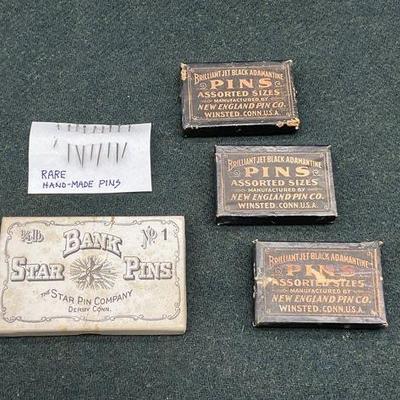 BRILLIANT JET BLACK ADAMANTINE
PINS
ASSORTED SIZES
MANUFACTURED BY
NEW ENGLAND PIN CO.
WINSTED. CONN. U.S.A.
RARE
HAND-MADE PINS
BRILLIANT JET BLACK ADAMANTINE
PINS
ASSORTED SIZES
MANUFACTURED BY
NEW ENGLAND PIN CO.
WINSTED. CONN. U.S.A.
BANK
Nº 1
STAR PINS
THE STAR PIN COMPANY
DERBY CONN.
BRILLIANT JET BLACK ADAMANTINE
PINS
ASSORTED SIZES
MANUFACTURED BY
NEW ENGLAND PIN CO.
WINSTED. CONN. U.S.A.